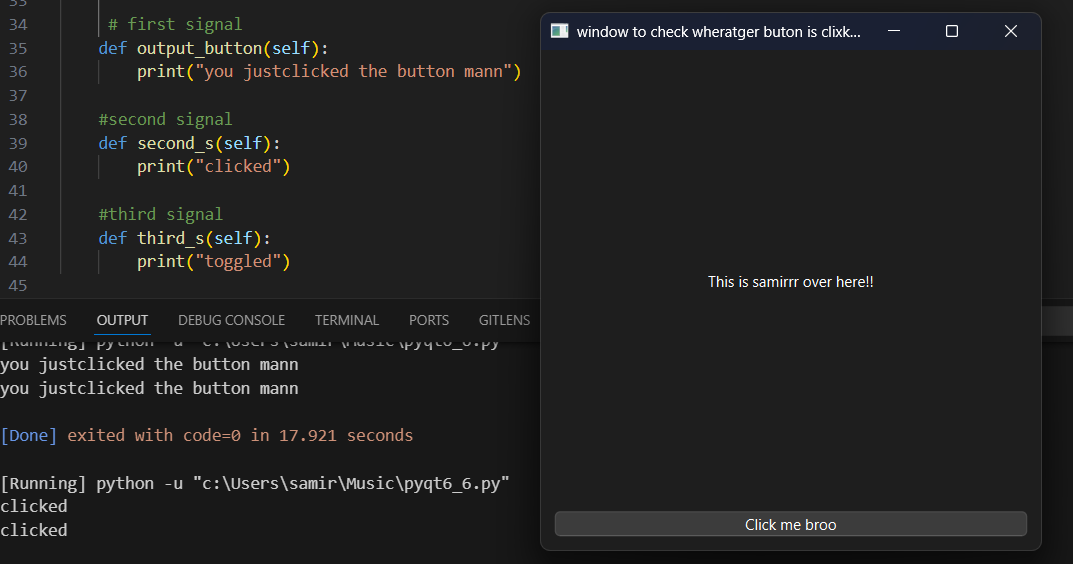 33
34 # first signal
35 def output_button(self):
36 print("you justclicked the button mann")
37
38 #second signal
39 def second_s(self):
40 print("clicked")
41
42 #third signal
43 def third_s(self):
44 print("toggled")
45
PROBLEMS OUTPUT DEBUG CONSOLE TERMINAL PORTS GITLENS
[Running] python -u "c:\Users\samir\Music\pyqt6_6.py"
you justclicked the button mann
you justclicked the button mann
[Done] exited with code=0 in 17.921 seconds
[Running] python -u "c:\Users\samir\Music\pyqt6_6.py"
clicked
clicked
window to check wheratger buton is clixk...
This is samirrr over here!!
Click me broo